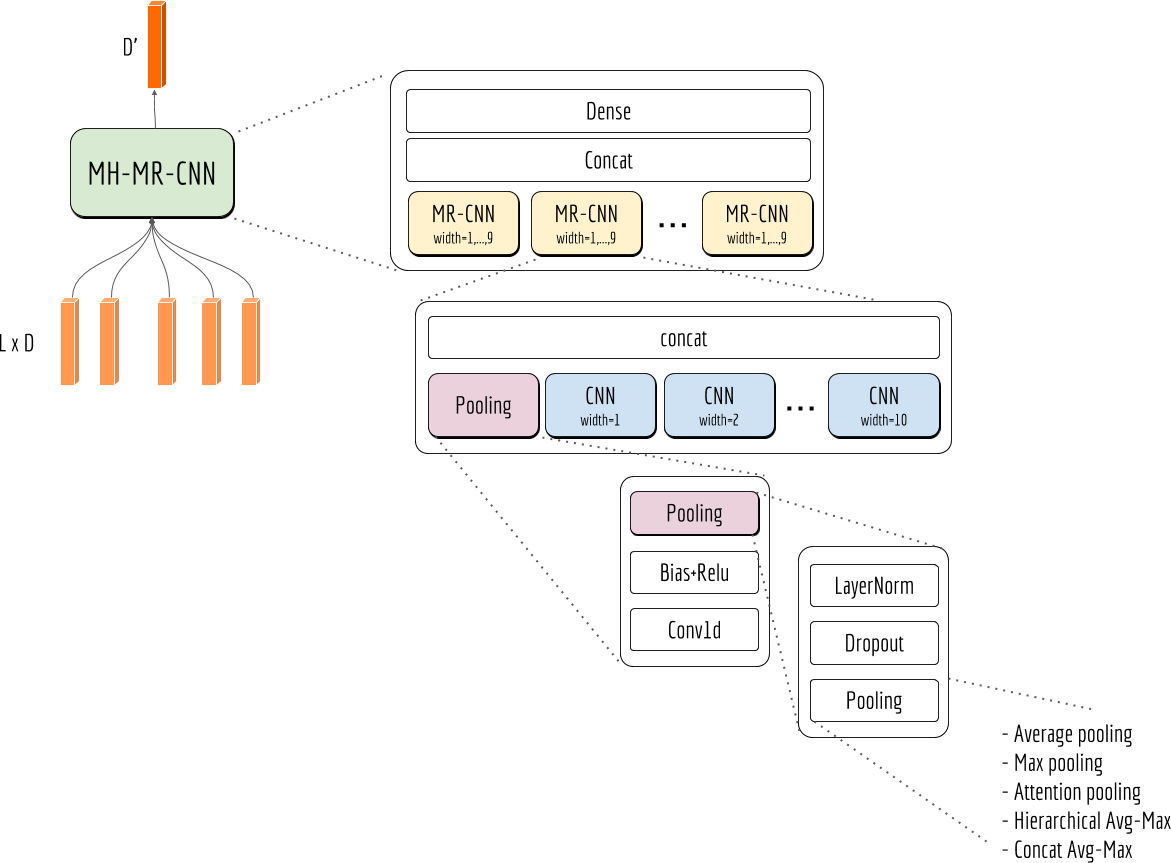 D'
MH-MR-CNN
L x D
Dense
Concat
MR-CNN
width=1,...,9
MR-CNN
width=1,...,9
...
MR-CNN
width=1,...,9
concat
Pooling
CNN
width=1
CNN
width=2
...
CNN
width=10
Pooling
Bias+Relu
Conv1d
LayerNorm
Dropout
Pooling
- Average pooling
- Max pooling
- Attention pooling
- Hierarchical Avg-Max
- Concat Avg-Max